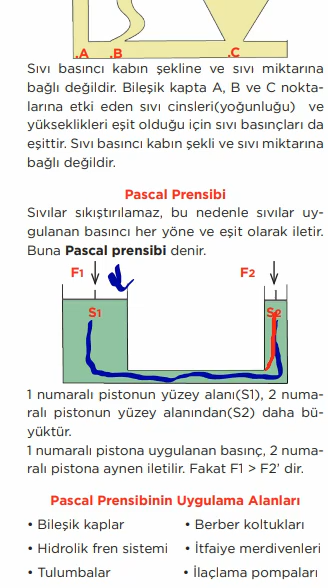 .A .B .C
Sıvı basıncı kabın şekline ve sıvı miktarına
bağlı değildir. Bileşik kapta A, B ve C nokta-
larına etki eden sıvı cinsleri(yoğunluğu) ve
yükseklikleri eşit olduğu için sıvı basınçları da
eşittir. Sıvı basıncı kabın şekli ve sıvı miktarına
bağlı değildir.
Pascal Prensibi
Sıvılar sıkıştırılamaz, bu nedenle sıvılar uy-
gulanan basıncı her yöne ve eşit olarak iletir.
Buna Pascal prensibi denir.
F1 F2
S1 S2
1 numaralı pistonun yüzey alanı(S1), 2 numa-
ralı pistonun yüzey alanından(S2) daha bü-
yüktür.
1 numaralı pistona uygulanan basınç, 2 numa-
ralı pistona aynen iletilir. Fakat F1 > F2' dir.
Pascal Prensibinin Uygulama Alanları
• Bileşik kaplar • Berber koltukları
• Hidrolik fren sistemi • İtfaiye merdivenleri
• Tulumbalar • İlaçlama pompaları